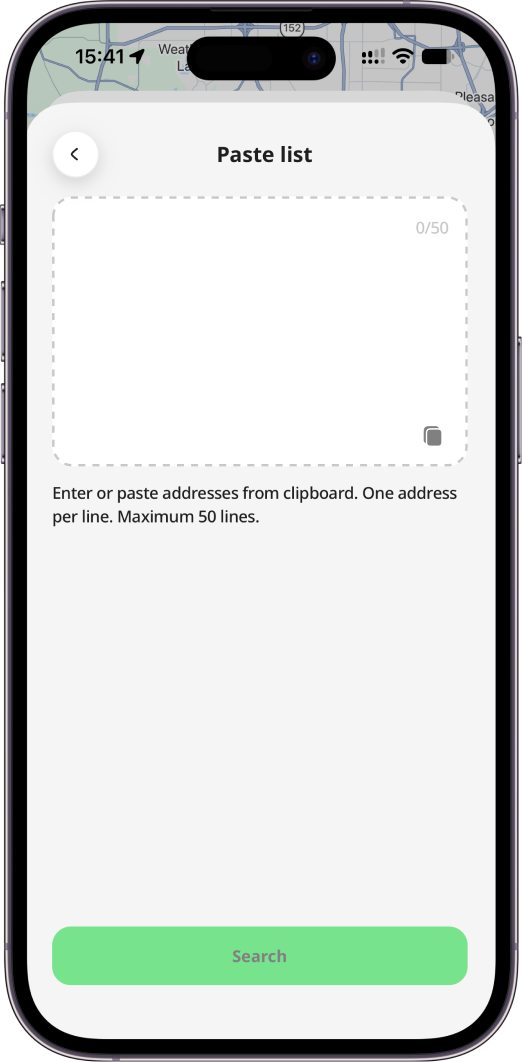 152
15:41
Paste list
0/50
Enter or paste addresses from clipboard. One address
per line. Maximum 50 lines.
Search